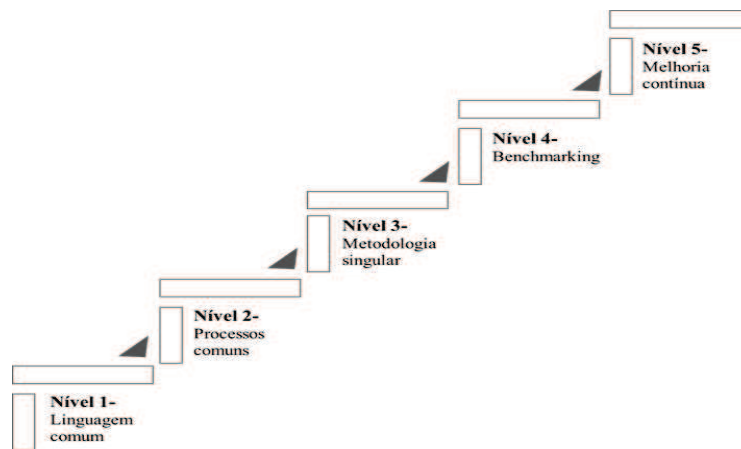 Nível 5-
Melhoria
contínua
Nível 4-
Benchmarking
Nível 3-
Metodologia
singular
Nível 2-
Processos
comuns
Nível 1-
Linguagem
comum